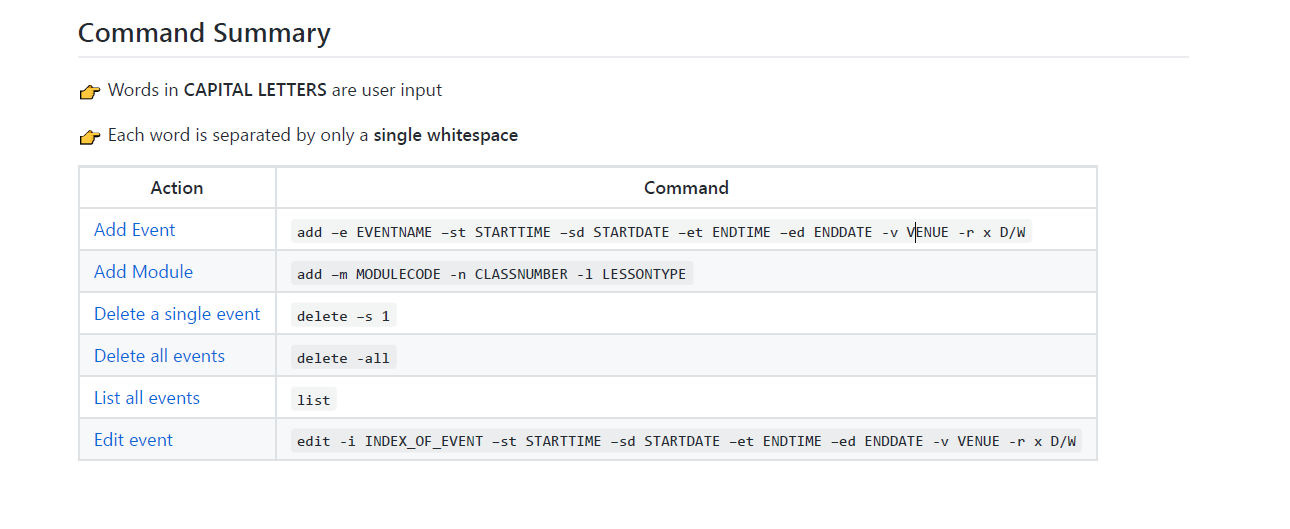 Command Summary
Words in CAPITAL LETTERS are user input
Each word is separated by only a single whitespace
Action Command
Add Event add –e EVENTNAME –st STARTTIME –sd STARTDATE –et ENDTIME –ed ENDDATE -v VENUE -r x D/W
Add Module add –m MODULECODE -n CLASSNUMBER -l LESSONTYPE
Delete a single event delete –s 1
Delete all events delete -all
List all events list
Edit event edit -i INDEX_OF_EVENT –st STARTTIME –sd STARTDATE –et ENDTIME –ed ENDDATE -v VENUE -r x D/W